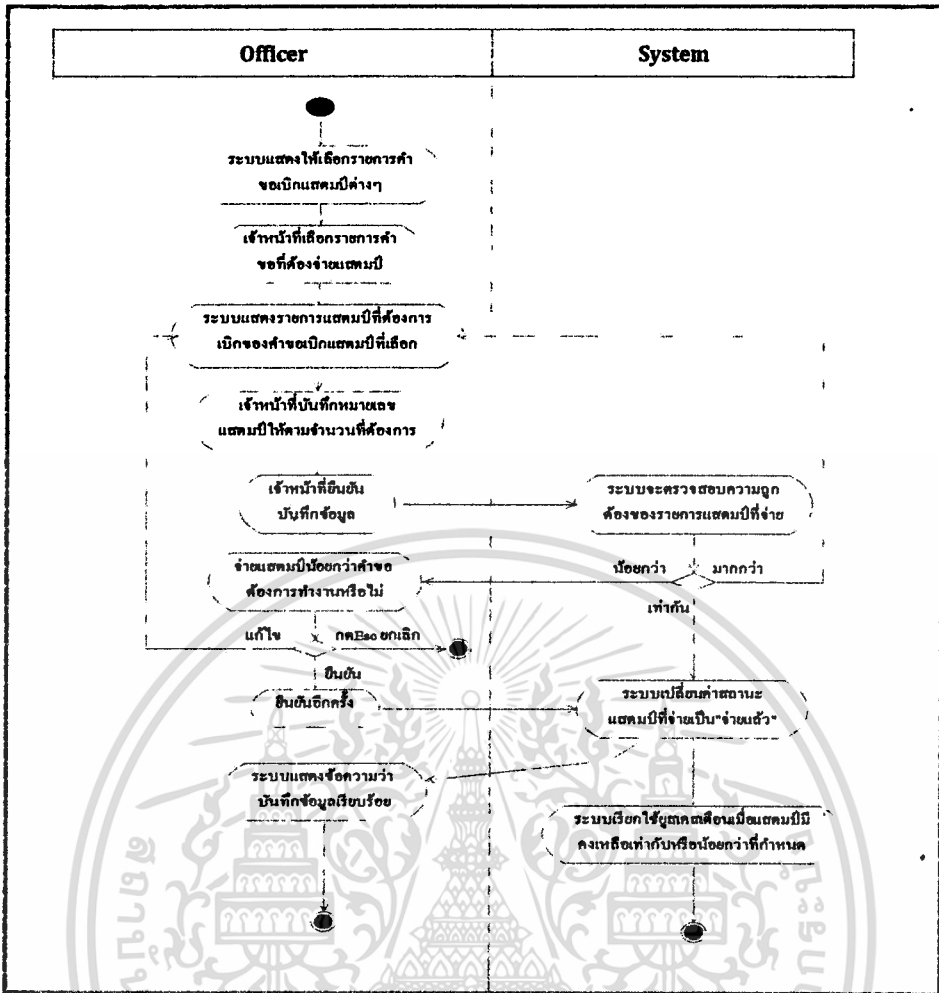 Officer
System
ระบบแสดงให้เลือกรายการคำ
ขอเบิกแสตมป์ต่างๆ
เจ้าหน้าที่เลือกรายการคำ
ขอที่ต้องจ่ายแสตมป์
ระบบแสดงรายการแสตมป์ที่ต้องการ
เบิกของคำขอเบิกแสตมป์ที่เลือก
เจ้าหน้าที่บันทึกหมายเลข
แสตมป์ให้ตามจำนวนที่ต้องการ
เจ้าหน้าที่ยืนยัน
บันทึกข้อมูล
ระบบจะตรวจสอบความถูก
ต้องของรายการแสตมป์ที่จ่าย
น้อยกว่า
มากกว่า
เท่ากัน
จ่ายแสตมป์น้อยกว่าคำขอ
ต้องการทำงานหรือไม่
แก้ไข
กดEsc ยกเลิก
ยืนยัน
ยืนยันอีกครั้ง
ระบบเปลี่ยนค่าสถานะ
แสตมป์ที่จ่ายเป็น"จ่ายแล้ว"
ระบบแสดงข้อความว่า
บันทึกข้อมูลเรียบร้อย
ระบบเรียกใช้ยูสเคสเตือนเมื่อแสตมป์มี
คงเหลือเท่ากับหรือน้อยกว่าที่กำหนด